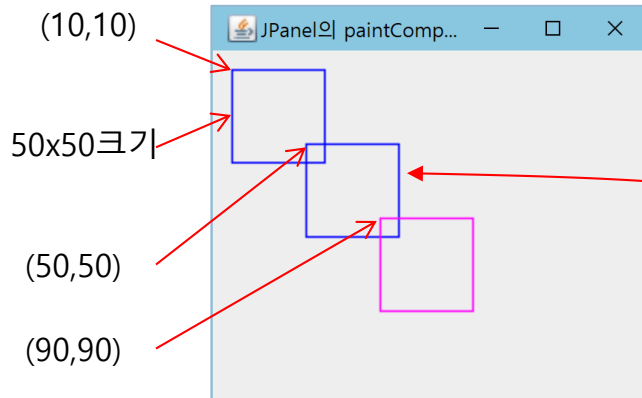 (10,10)
JPanel의 paintComp...
50x50크기
(50,50)
(90,90)